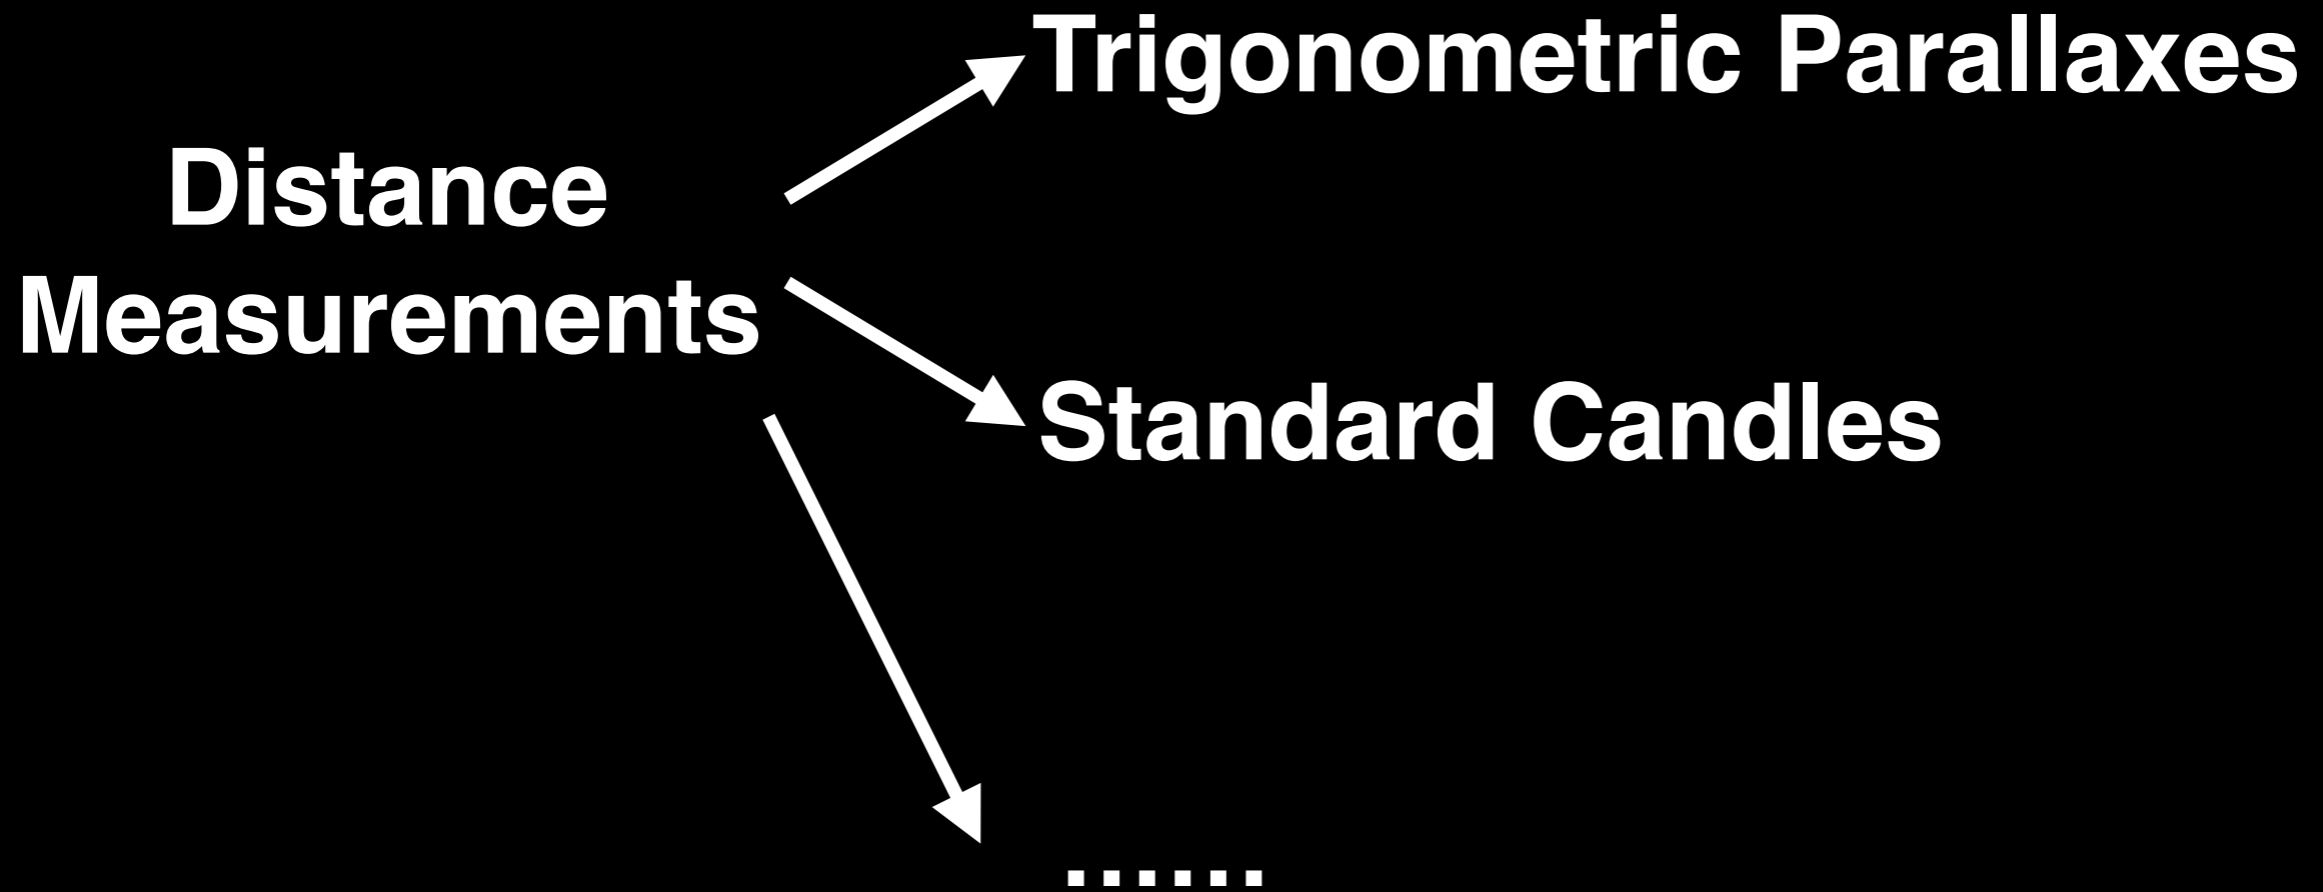 Trigonometric Parallaxes
Distance
Measurements
Standard Candles
......